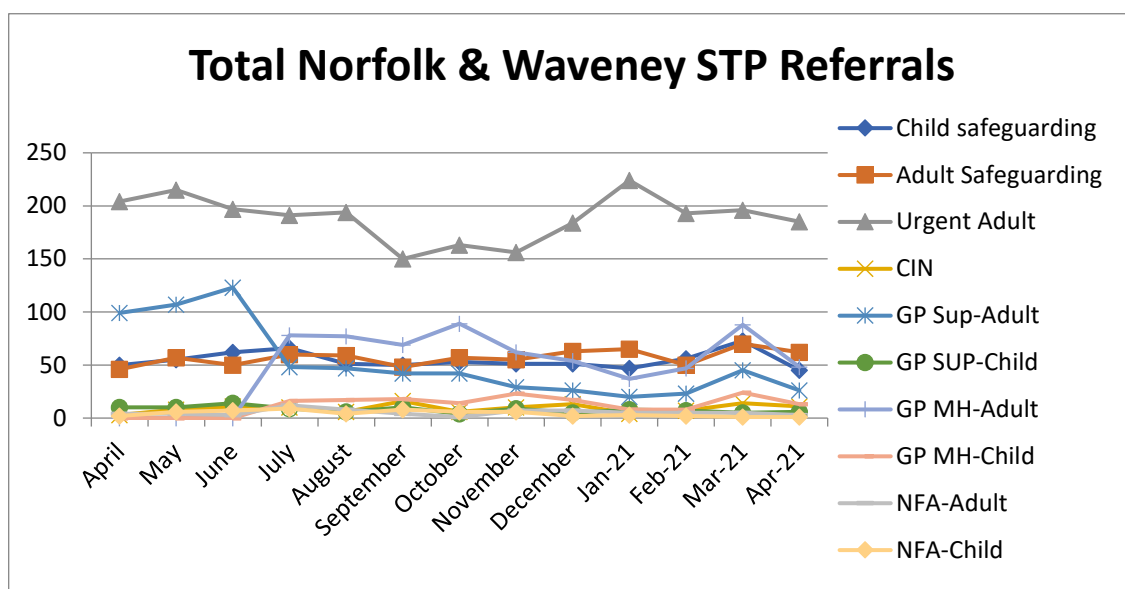 Total Norfolk & Waveney STP Referrals
250
200
150
100
50
0
April
May
June
July
August
September
October
November
December
Jan-21
Feb-21
Mar-21
Apr-21
Child safeguarding
Adult Safeguarding
Urgent Adult
CIN
GP Sup-Adult
GP SUP-Child
GP MH-Adult
GP MH-Child
NFA-Adult
NFA-Child